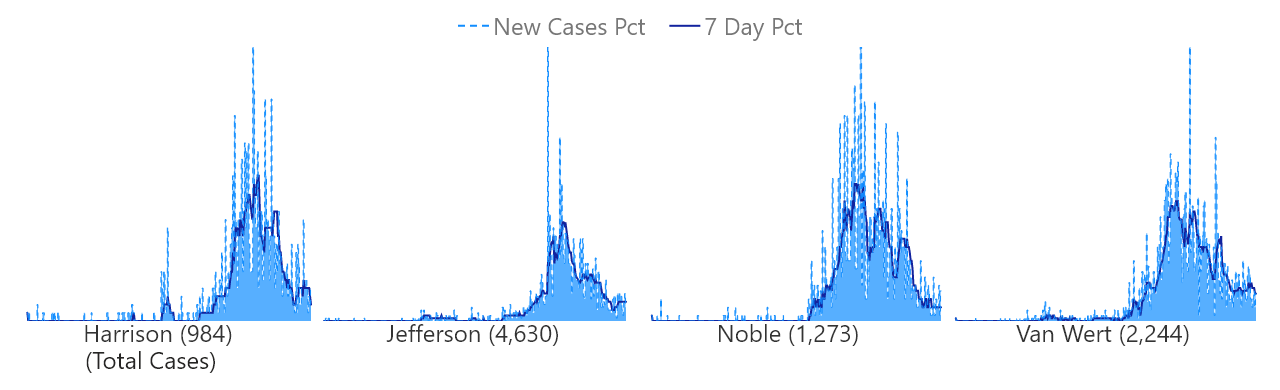 New Cases Pct 7 Day Pct
Harrison (984) Jefferson (4,630) Noble (1,273) Van Wert (2,244)
(Total Cases)